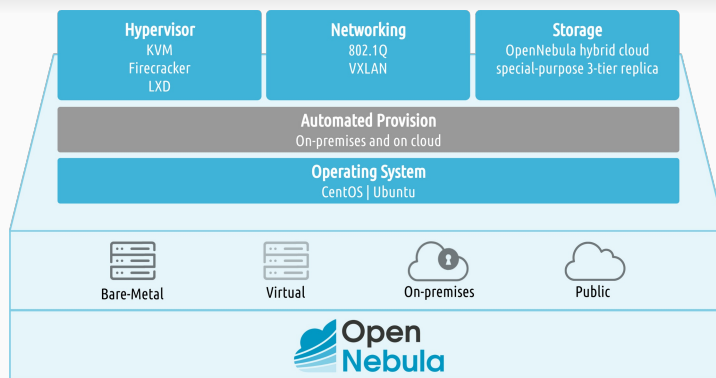 Hypervisor
KVM
Firecracker
LXD
Networking
802.1Q
VXLAN
Storage
OpenNebula hybrid cloud
special-purpose 3-tier replica
Automated Provision
On-premises and on cloud
Operating System
CentOS | Ubuntu
Bare-Metal
Virtual
On-premises
Public
Open
Nebula